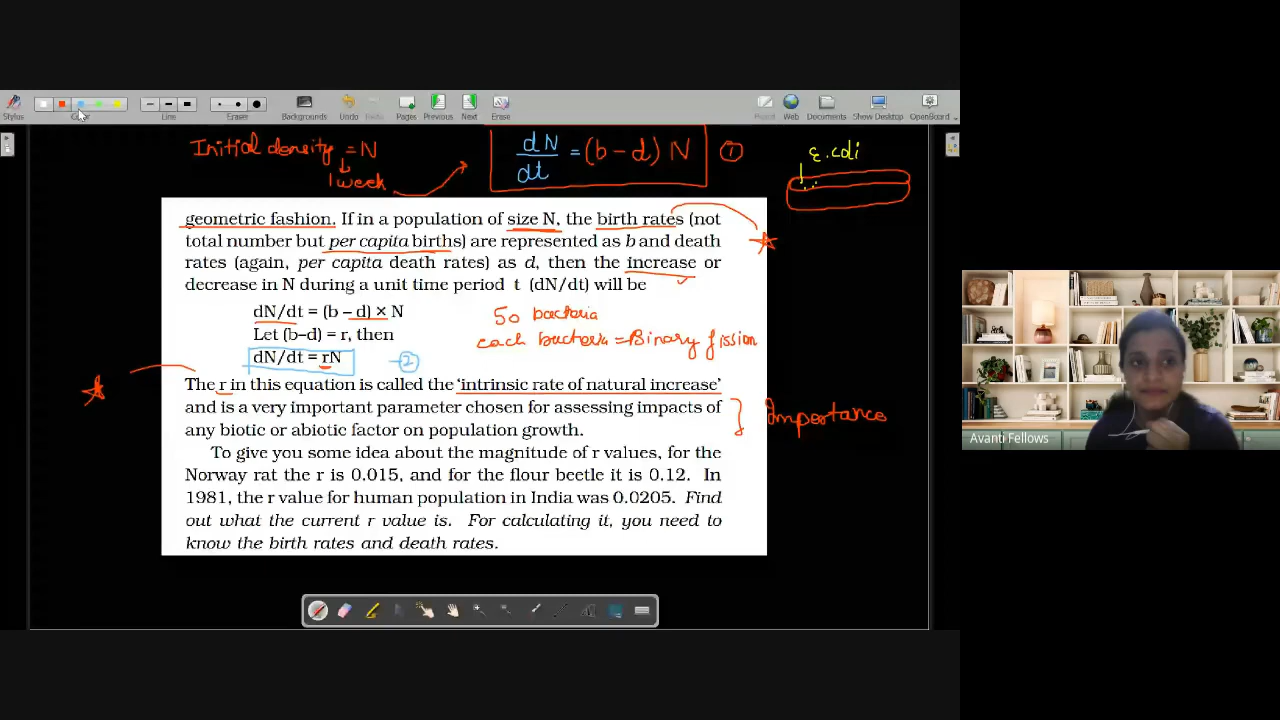 Stylus
Color
Line
Eraser
Backgrounds
Undo
Pages
Previous
Next
Erase
Web
Documents
Show Desktop
OpenBoard
Initial density = N
1 week
dN/dt = (b-d) N ①
E.coli
geometric fashion. If in a population of size N, the birth rates (not
total number but per capita births) are represented as b and death
rates (again, per capita death rates) as d, then the increase or
decrease in N during a unit time period t (dN/dt) will be
dN/dt = (b – d) × N
Let (b–d) = r, then
dN/dt = rN
②
50 bacteria
each bacteria = Binary fission
The r in this equation is called the 'intrinsic rate of natural increase'
and is a very important parameter chosen for assessing impacts of
any biotic or abiotic factor on population growth.
Importance
To give you some idea about the magnitude of r values, for the
Norway rat the r is 0.015, and for the flour beetle it is 0.12. In
1981, the r value for human population in India was 0.0205. Find
out what the current r value is. For calculating it, you need to
know the birth rates and death rates.
Avanti Fellows